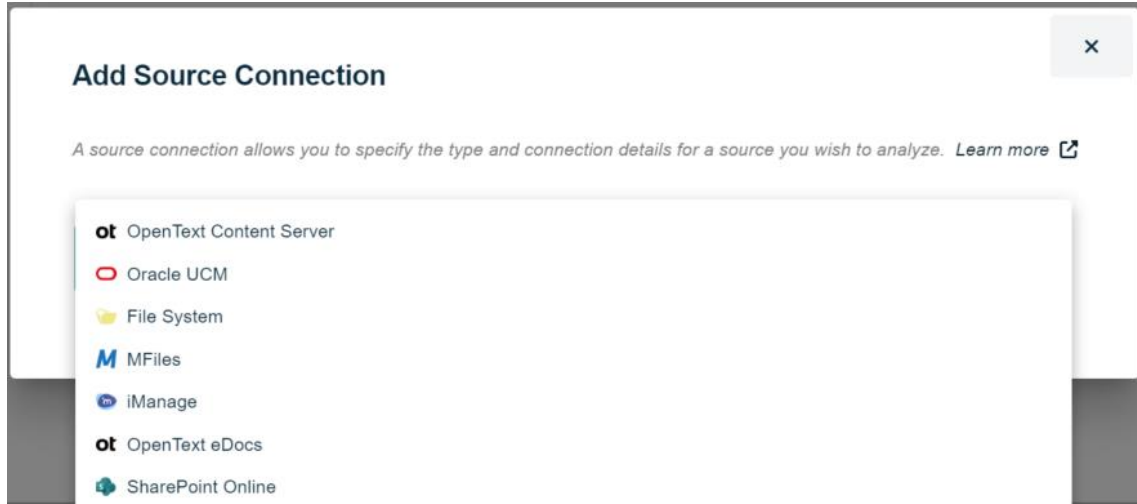 Add Source Connection
A source connection allows you to specify the type and connection details for a source you wish to analyze. Learn more
ot OpenText Content Server
Oracle UCM
File System
M MFiles
m iManage
ot OpenText eDocs
S SharePoint Online